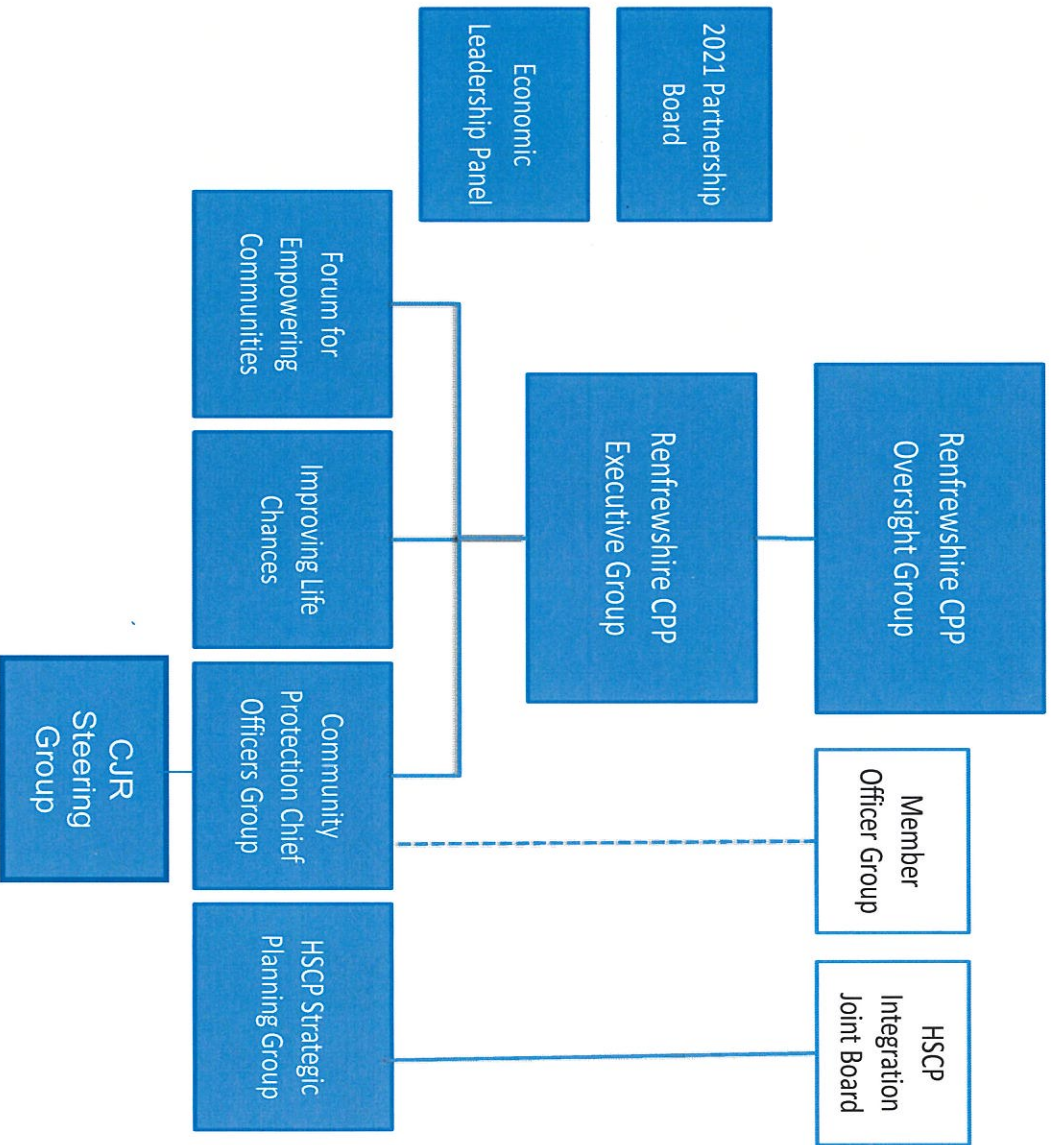 Renfrewshire CPP
Oversight Group
Member
Officer Group
HSCP
Integration
Joint Board
2021 Partnership
Board
Renfrewshire CPP
Executive Group
Economic
Leadership Panel
Forum for
Empowering
Communities
Improving Life
Chances
Community
Protection Chief
Officers Group
HSCP Strategic
Planning Group
CJR
Steering
Group